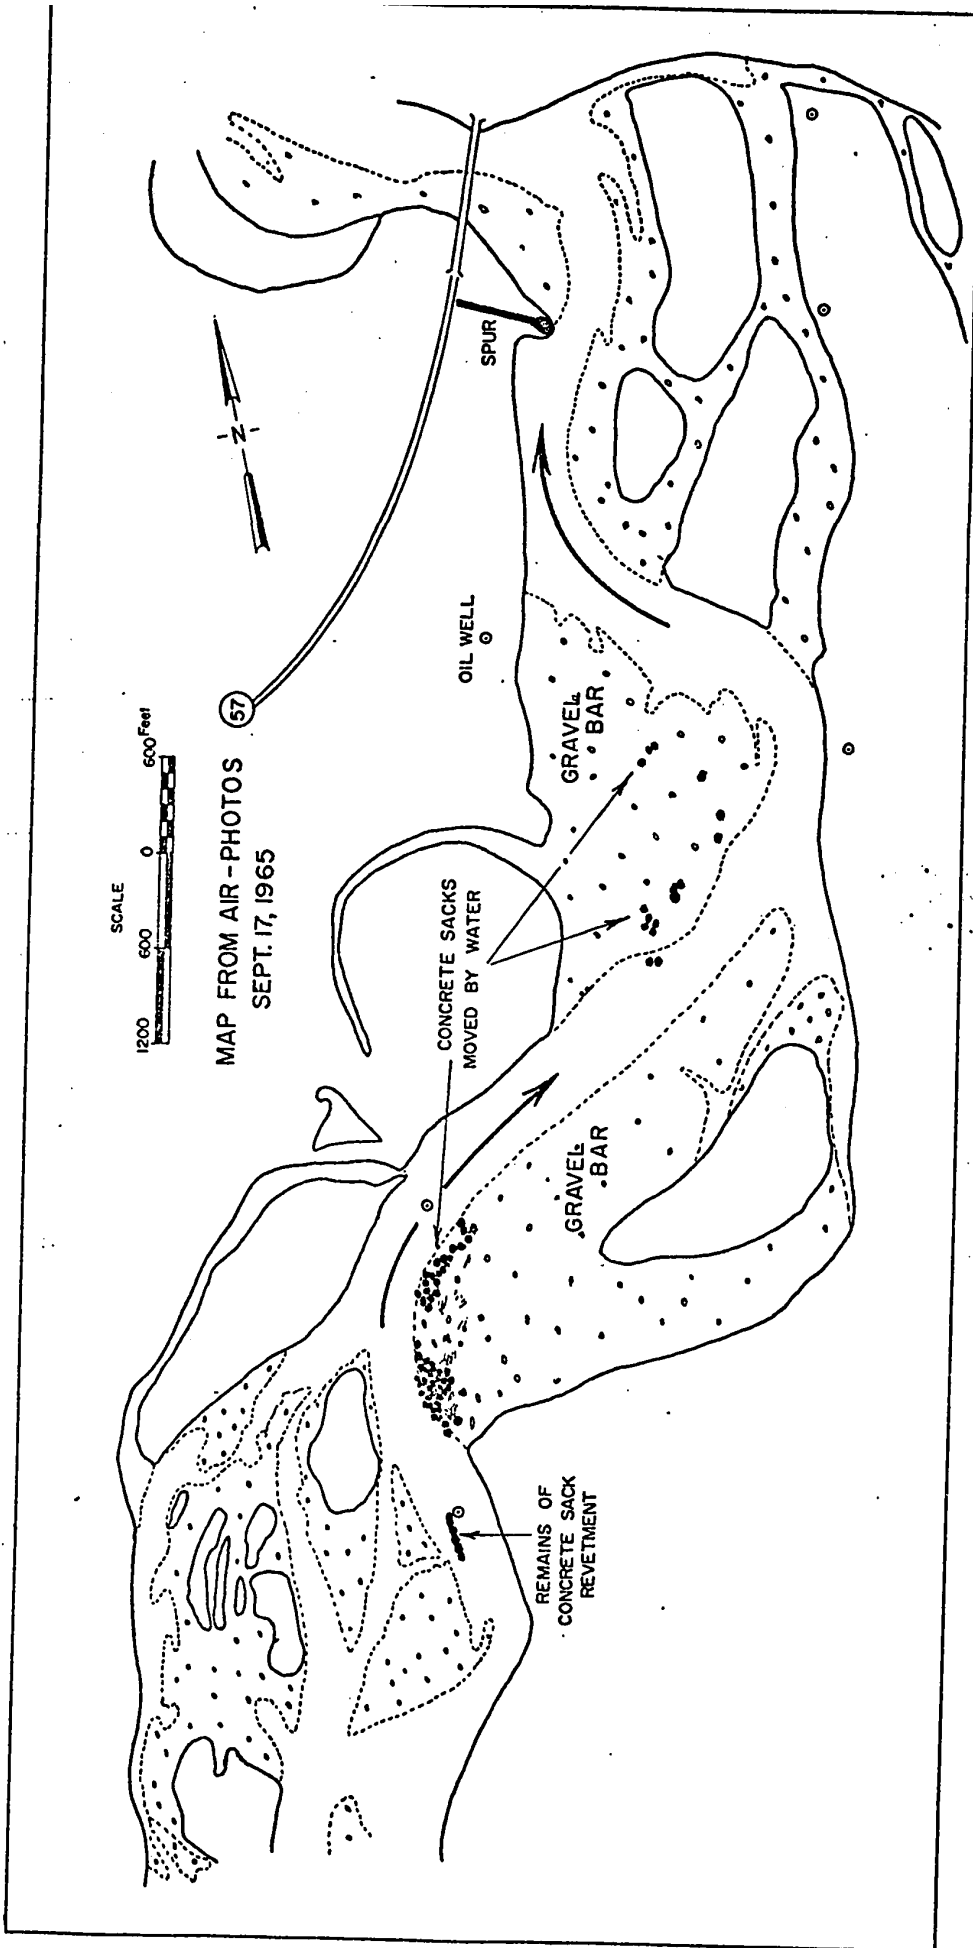 SCALE
1200 600 0 600 Feet
MAP FROM AIR-PHOTOS
SEPT. 17, 1965
57
N
SPUR
OIL WELL
GRAVEL
BAR
CONCRETE SACKS
MOVED BY WATER
GRAVEL
BAR
REMAINS OF
CONCRETE SACK
REVETMENT